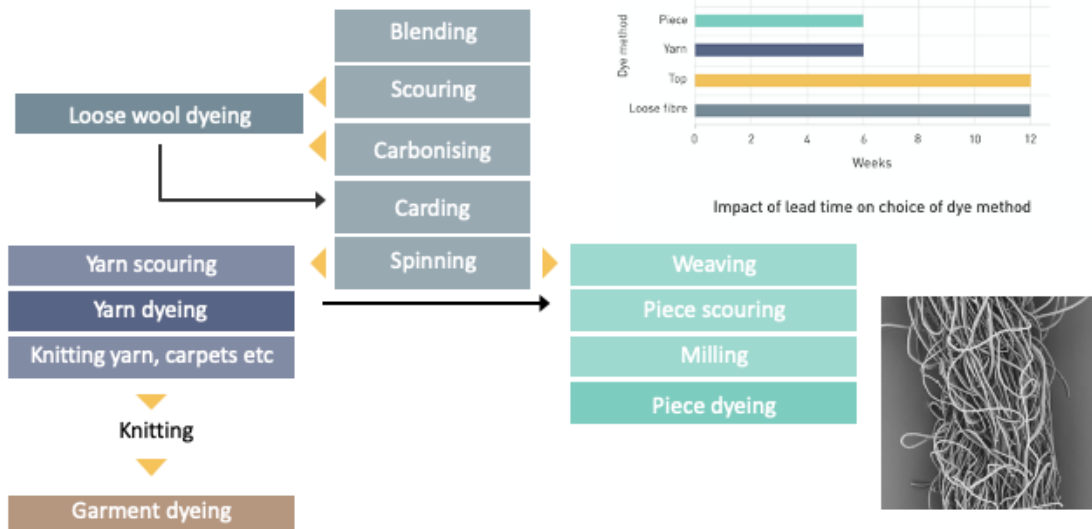 Blending
Scouring
Carbonising
Carding
Spinning
Loose wool dyeing
Yarn scouring
Yarn dyeing
Knitting yarn, carpets etc
Knitting
Garment dyeing
Weaving
Piece scouring
Milling
Piece dyeing
Dye method
Piece
Yarn
Top
Loose fibre
0 2 4 6 8 10 12
Weeks
Impact of lead time on choice of dye method